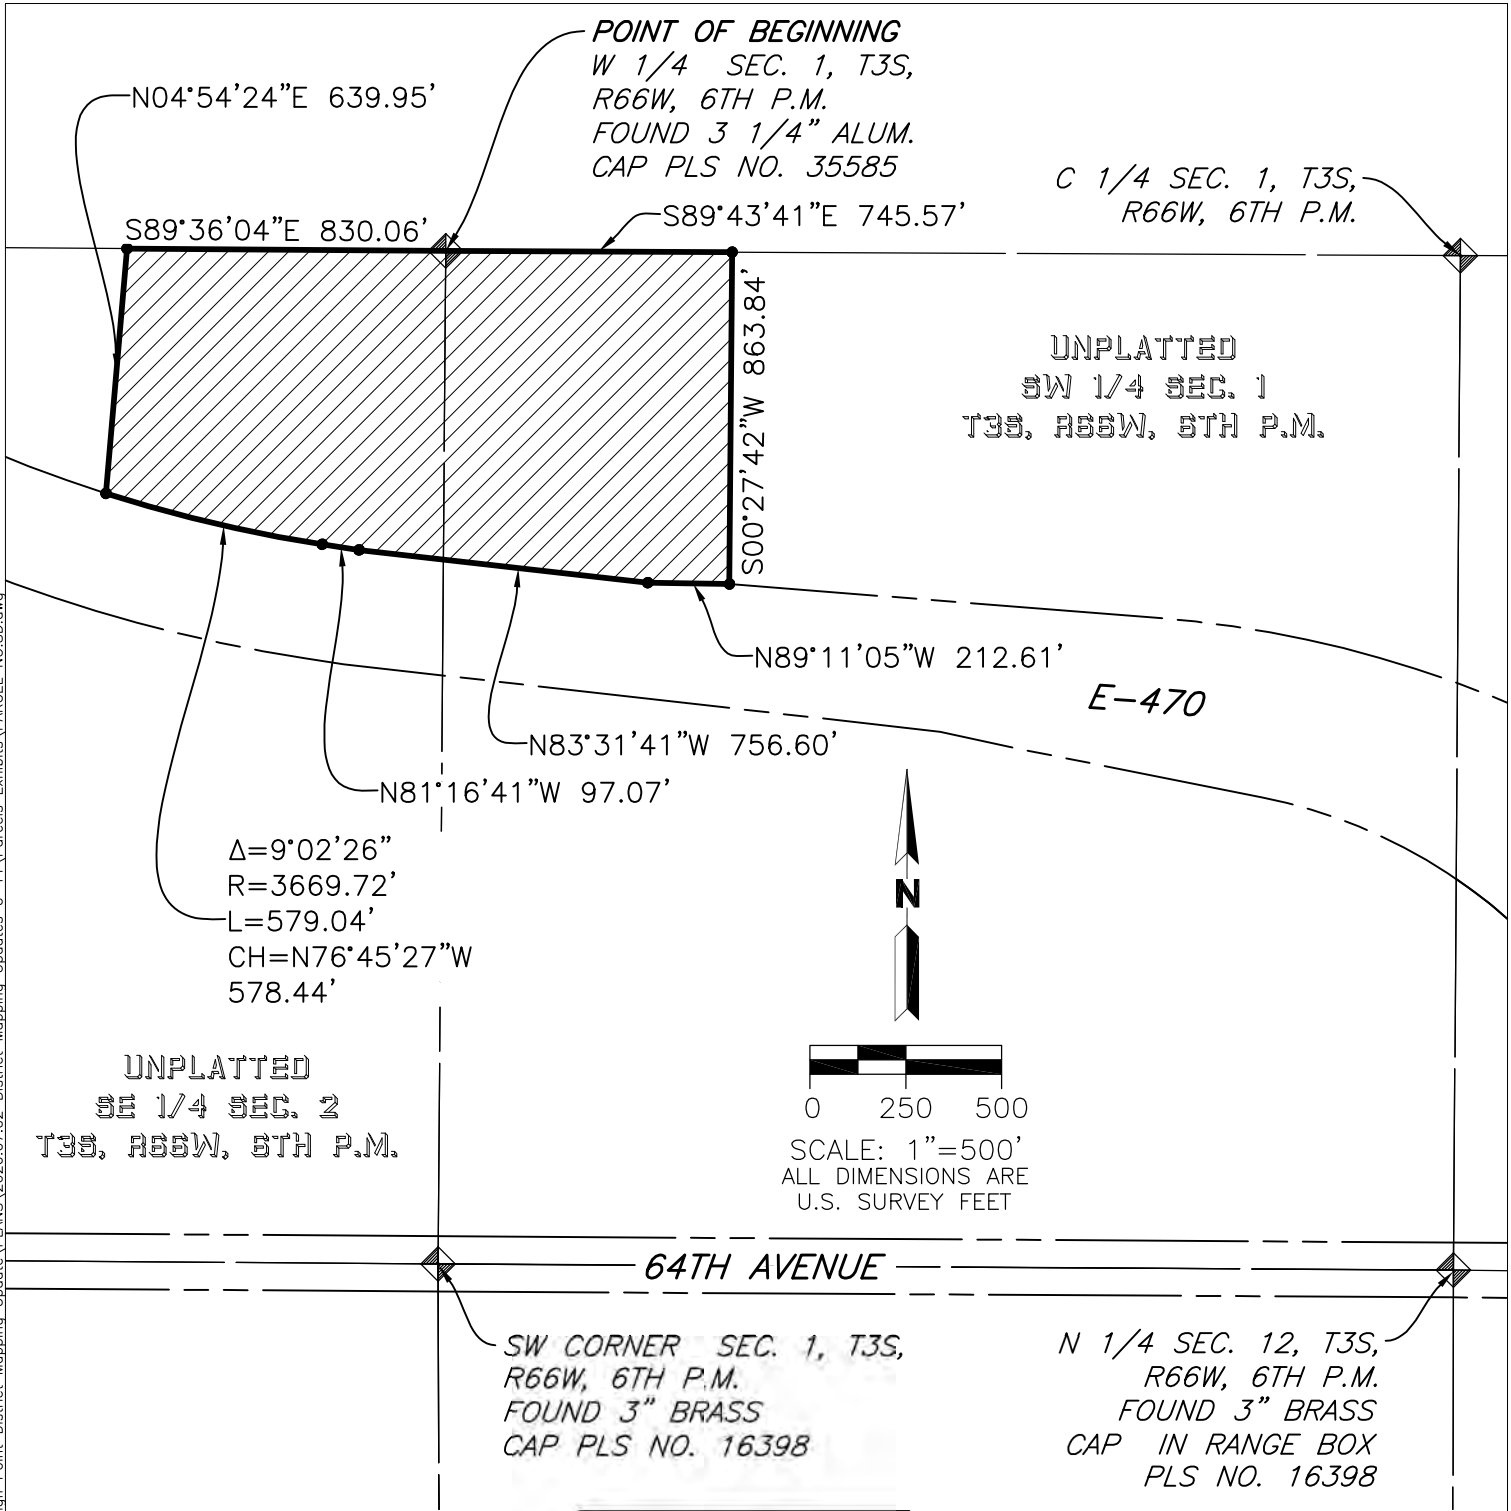 POINT OF BEGINNING
W 1/4 SEC. 1, T3S,
R66W, 6TH P.M.
FOUND 3 1/4" ALUM.
CAP PLS NO. 35585
N04°54'24"E 639.95'
C 1/4 SEC. 1, T3S,
R66W, 6TH P.M.
S89°36'04"E 830.06'
S89°43'41"E 745.57'
S00°27'42"W 863.84'
UNPLATTED
SW 1/4 SEC. 1
T3S, R66W, 6TH P.M.
N89°11'05"W 212.61'
E-470
N83°31'41"W 756.60'
N81°16'41"W 97.07'
Δ=9°02'26"
R=3669.72'
L=579.04'
CH=N76°45'27"W
578.44'
N
UNPLATTED
SE 1/4 SEC. 2
T3S, R66W, 6TH P.M.
0 250 500
SCALE: 1"=500'
ALL DIMENSIONS ARE
U.S. SURVEY FEET
64TH AVENUE
SW CORNER SEC. 1, T3S,
R66W, 6TH P.M.
FOUND 3" BRASS
CAP PLS NO. 16398
N 1/4 SEC. 12, T3S,
R66W, 6TH P.M.
FOUND 3" BRASS
CAP IN RANGE BOX
PLS NO. 16398